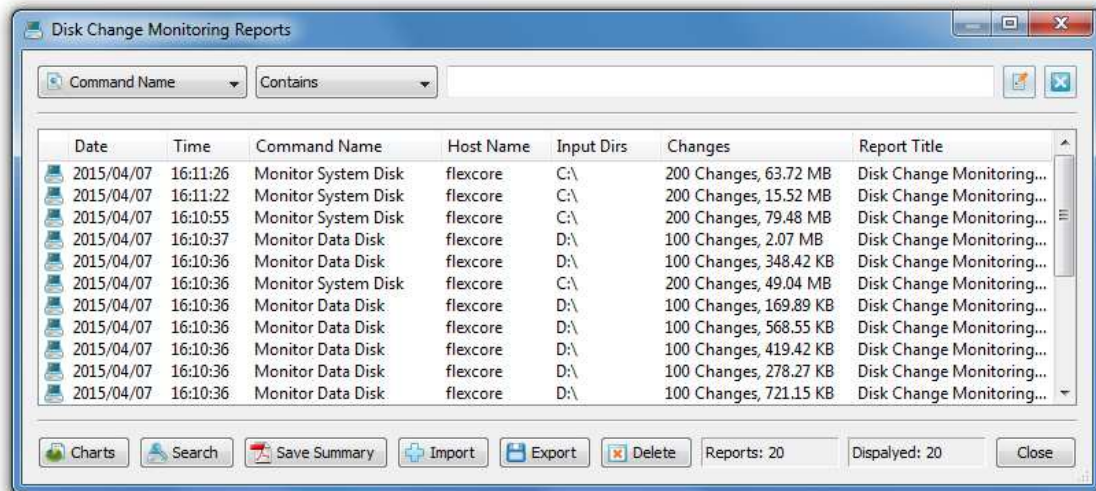 Disk Change Monitoring Reports
Command Name Contains
Date Time Command Name Host Name Input Dirs Changes Report Title
2015/04/07 16:11:26 Monitor System Disk flexcore C:\ 200 Changes, 63.72 MB Disk Change Monitoring...
2015/04/07 16:11:22 Monitor System Disk flexcore C:\ 200 Changes, 15.52 MB Disk Change Monitoring...
2015/04/07 16:10:55 Monitor System Disk flexcore C:\ 200 Changes, 79.48 MB Disk Change Monitoring...
2015/04/07 16:10:37 Monitor Data Disk flexcore D:\ 100 Changes, 2.07 MB Disk Change Monitoring...
2015/04/07 16:10:36 Monitor Data Disk flexcore D:\ 100 Changes, 348.42 KB Disk Change Monitoring...
2015/04/07 16:10:36 Monitor System Disk flexcore C:\ 200 Changes, 49.04 MB Disk Change Monitoring...
2015/04/07 16:10:36 Monitor Data Disk flexcore D:\ 100 Changes, 169.89 KB Disk Change Monitoring...
2015/04/07 16:10:36 Monitor Data Disk flexcore D:\ 100 Changes, 568.55 KB Disk Change Monitoring...
2015/04/07 16:10:36 Monitor Data Disk flexcore D:\ 100 Changes, 419.42 KB Disk Change Monitoring...
2015/04/07 16:10:36 Monitor Data Disk flexcore D:\ 100 Changes, 278.27 KB Disk Change Monitoring...
2015/04/07 16:10:36 Monitor Data Disk flexcore D:\ 100 Changes, 721.15 KB Disk Change Monitoring...
Charts Search Save Summary Import Export Delete Reports: 20 Dispalyed: 20 Close